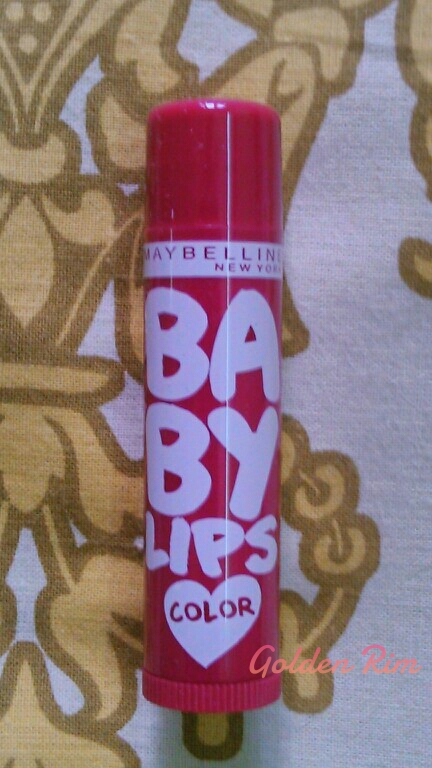 MAYBELLINE
NEW YORK
BA
BY
LIPS
COLOR
Golden Rim